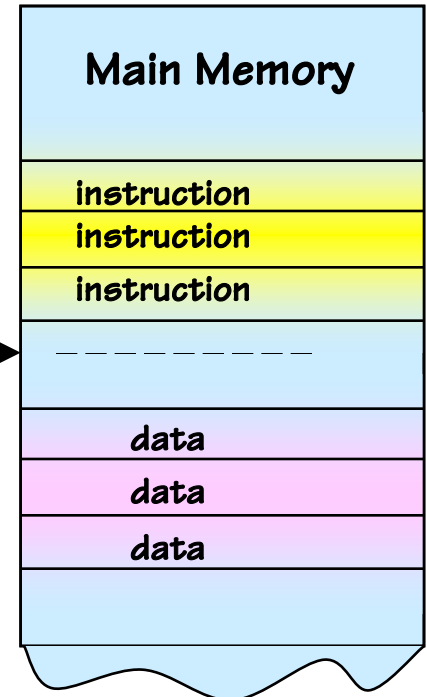 Main Memory
instruction
instruction
instruction
data
data
data